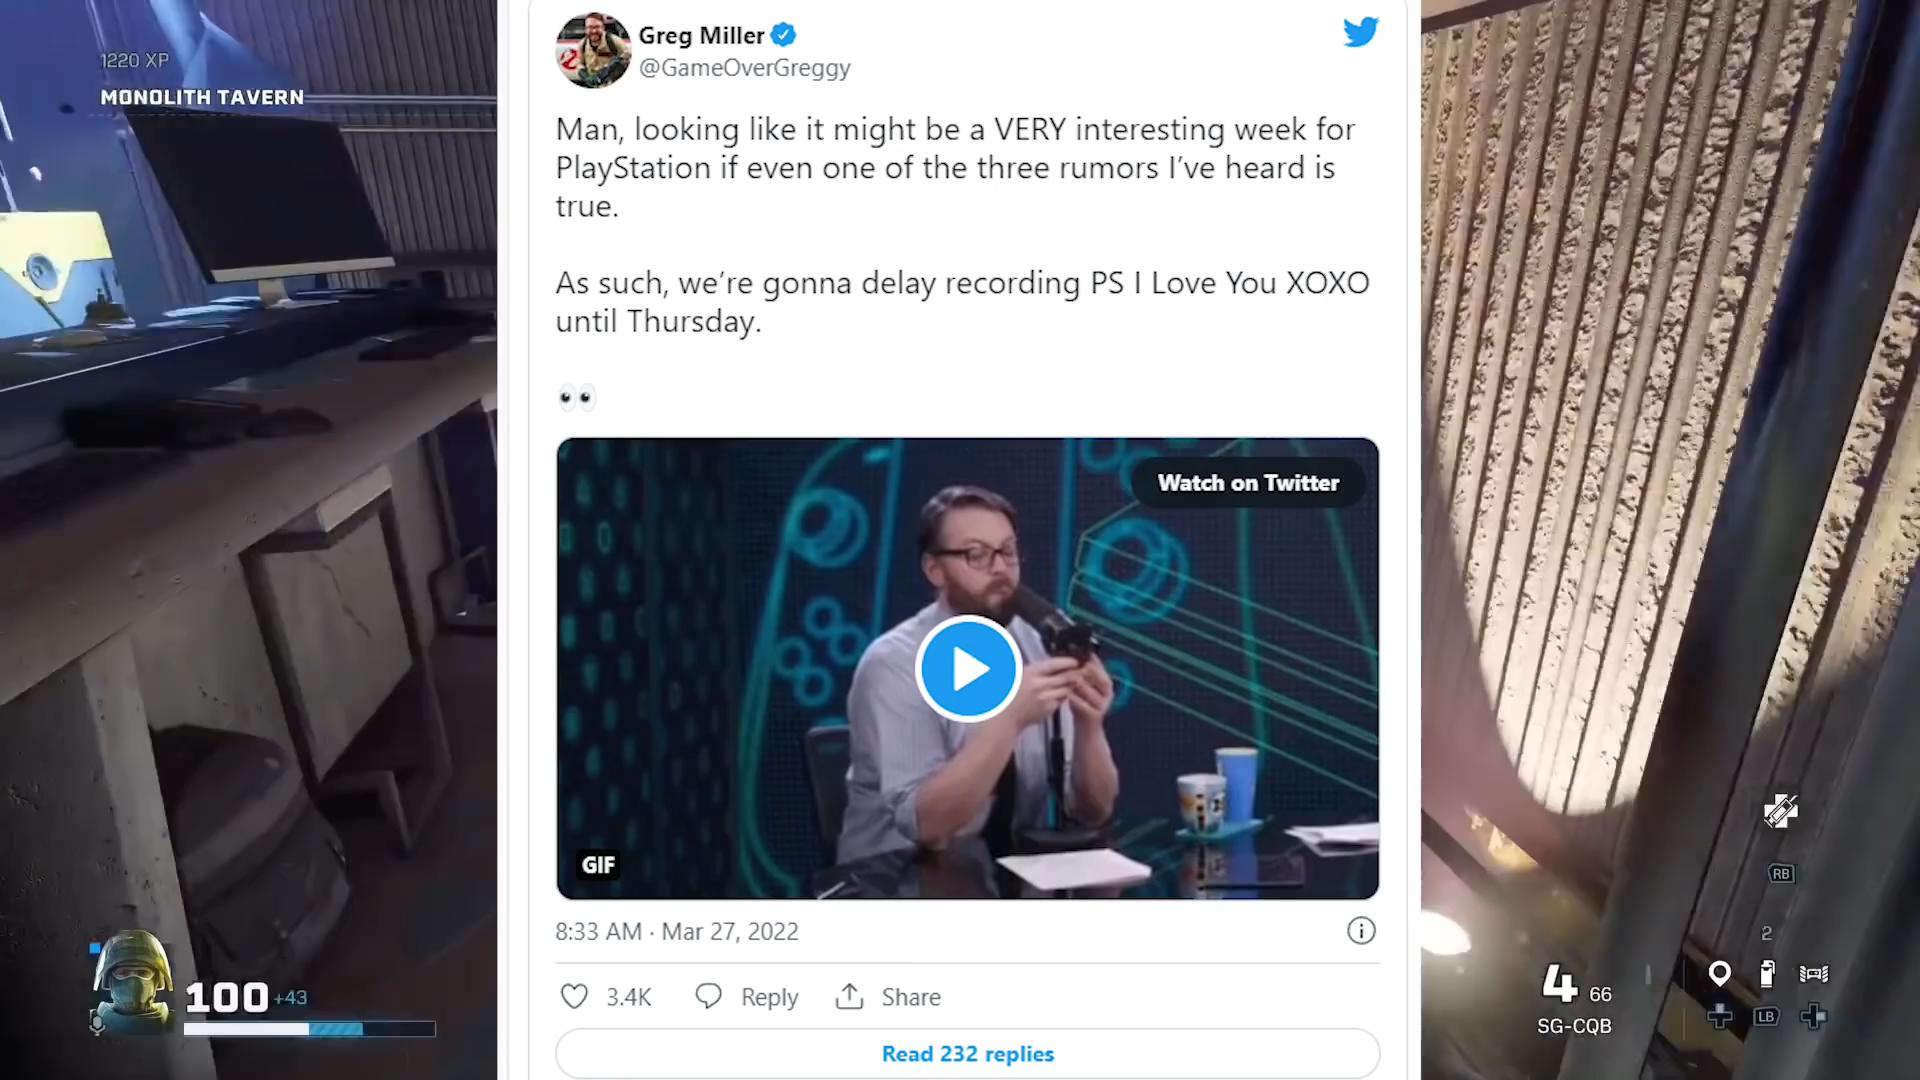 1220 XP
MONOLITH TAVERN
Greg Miller
@GameOverGreggy
Man, looking like it might be a VERY interesting week for
PlayStation if even one of the three rumors I’ve heard is
true.
As such, we’re gonna delay recording PS I Love You XOXO
until Thursday.
👀
Watch on Twitter
GIF
8:33 AM · Mar 27, 2022
3.4K Reply Share
Read 232 replies
100 +43
RB
2
4 66
SG-CQB
LB